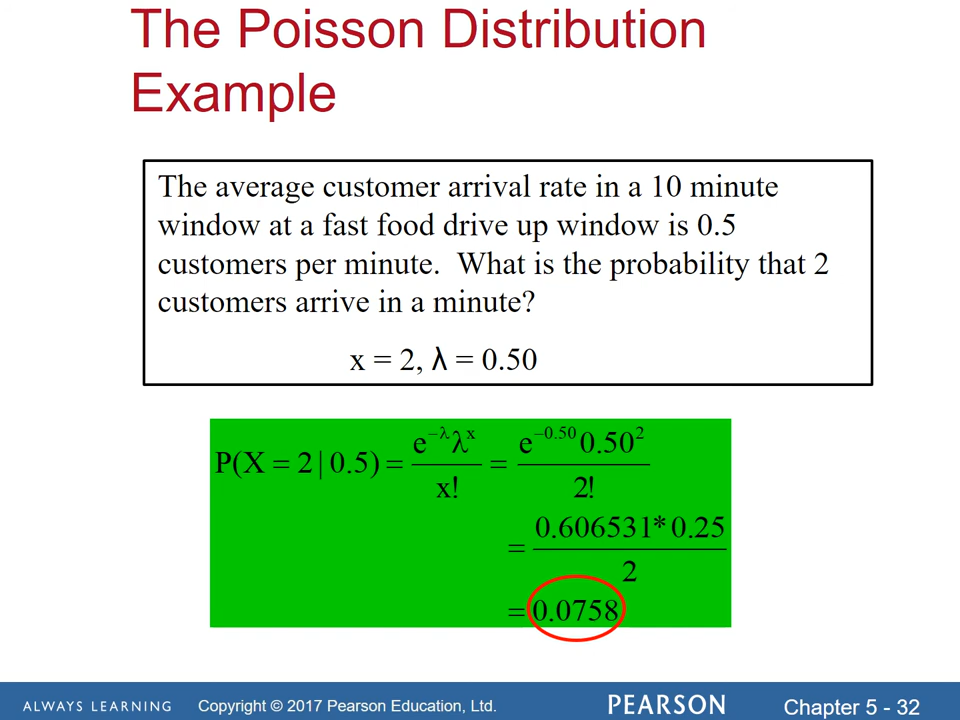 The Poisson Distribution
Example
The average customer arrival rate in a 10 minute
window at a fast food drive up window is 0.5
customers per minute.  What is the probability that 2
customers arrive in a minute?
x = 2, λ = 0.50
P(X = 2 | 0.5) = e^−λ λ^x / x! = e^−0.50 0.50^2 / 2!
= 0.606531* 0.25 / 2
= 0.0758
ALWAYS LEARNING Copyright © 2017 Pearson Education, Ltd. PEARSON Chapter 5 - 32